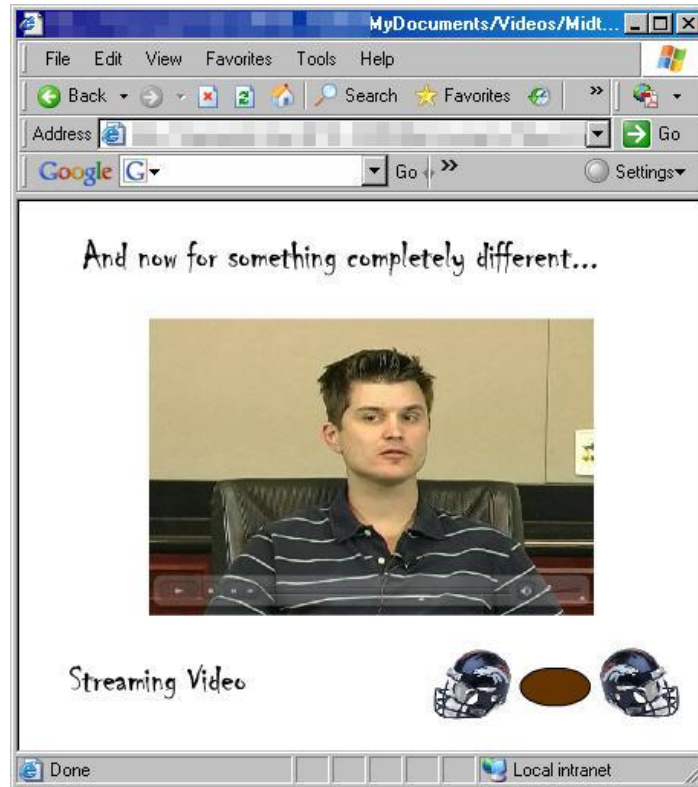 MyDocuments/Videos/Midt...
File Edit View Favorites Tools Help
Back Search Favorites »
Address Go
Google G Go » Settings
And now for something completely different...
Streaming Video
Done Local intranet